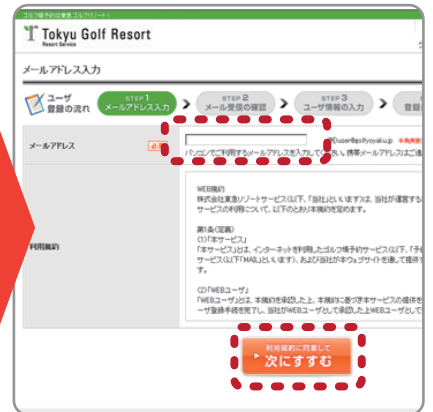 ゴルフ場予約は東急ゴルフリゾート！
Tokyu Golf Resort
Resort Service
メールアドレス入力
ユーザ
登録の流れ
STEP 1
メールアドレス入力
STEP 2
メール受信の確認
STEP 3
ユーザ情報の入力
登録
メールアドレス
user@golfyoyaku.jp
パソコンでご利用するメールアドレスを入力してください。携帯メールアドレスはご遠
利用規約
WEB規約
株式会社東急リゾートサービス(以下、「当社」といいます)は、当社が運営する
サービスの利用について、以下のとおり本規約を定めます。
第1条(定義)
(1)「本サービス」
「本サービス」とは、インターネットを利用したゴルフ場予約サービス(以下、「予
サービス(以下「MAIL」といいます)、および当社が本ウェブサイトを通して提供す
す。
(2)「WEBユーザ」
「WEBユーザ」とは、本規約を承認した上、本規約に基づき本サービスの提供を
ーザ登録手続を完了し、当社がWEBユーザとして承認した上WEBユーザとして
利用規約に同意して
次にすすむ